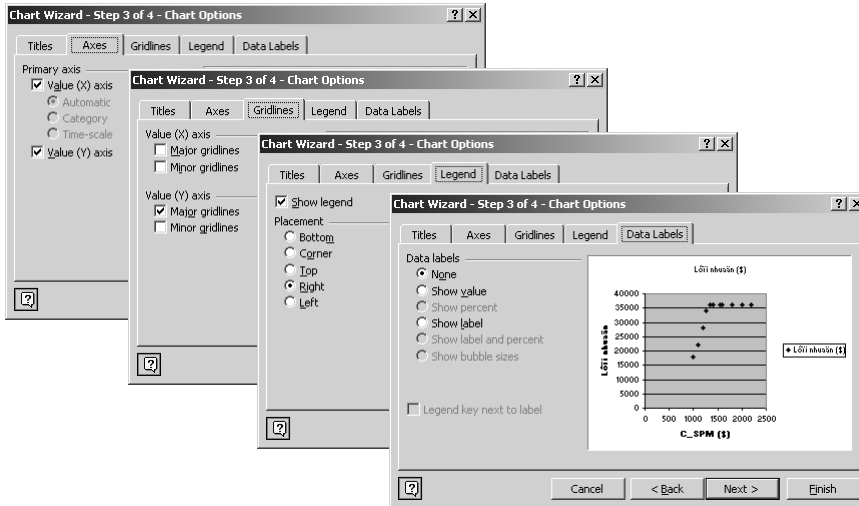 Chart Wizard - Step 3 of 4 - Chart Options
Titles Axes Gridlines Legend Data Labels
Primary axis
Value (X) axis
Automatic
Category
Time-scale
Value (Y) axis
Chart Wizard - Step 3 of 4 - Chart Options
Titles Axes Gridlines Legend Data Labels
Value (X) axis
Major gridlines
Minor gridlines
Value (Y) axis
Major gridlines
Minor gridlines
Chart Wizard - Step 3 of 4 - Chart Options
Titles Axes Gridlines Legend Data Labels
Show legend
Placement
Bottom
Corner
Top
Right
Left
Chart Wizard - Step 3 of 4 - Chart Options
Titles Axes Gridlines Legend Data Labels
Data labels
None
Show value
Show percent
Show label
Show label and percent
Show bubble sizes
Legend key next to label
($)
40000
35000
30000
25000
20000
15000
10000
5000
0
0 500 1000 1500 2000 2500
C_SPM ($)
($)
Cancel < Back Next > Finish